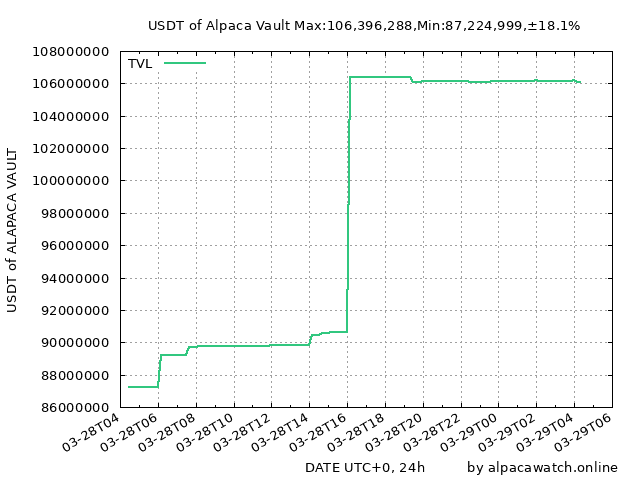 USDT of Alpaca Vault Max:106,396,288,Min:87,224,999,±18.1%
TVL
USDT of ALAPACA VAULT
108000000
106000000
104000000
102000000
100000000
98000000
96000000
94000000
92000000
90000000
88000000
86000000
03-28T04
03-28T06
03-28T08
03-28T10
03-28T12
03-28T14
03-28T16
03-28T18
03-28T20
03-28T22
03-29T00
03-29T02
03-29T04
03-29T06
DATE UTC+0, 24h
by alpacawatch.online